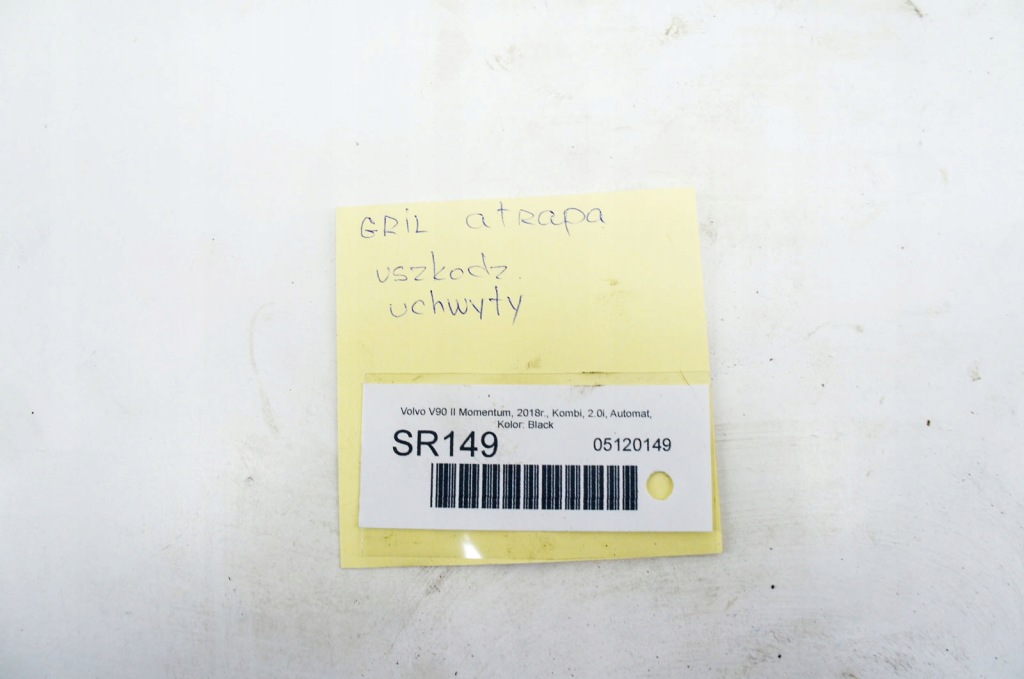 GRIL atrapa
uszkodz.
uchwyty
Volvo V90 II Momentum, 2018r., Kombi, 2.0i, Automat,
Kolor: Black
SR149 05120149